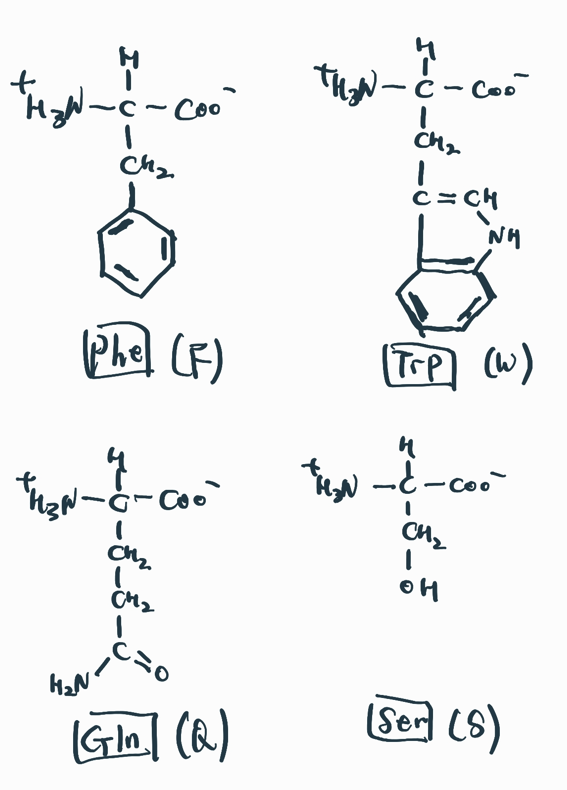 H
H
+H₃N – C – COO⁻
+H₃N – C – COO⁻
CH₂
CH₂
C = CH
NH
Phe (F)
Trp (W)
H
H
+H₃N – C – COO⁻
+H₃N – C – COO⁻
CH₂
CH₂
CH₂
OH
C
H₂N
O
Gln (Q)
Ser (S)